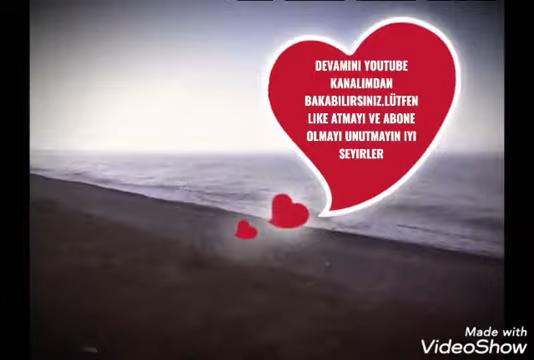 DEVAMINI YOUTUBE
KANALIMDAN
BAKABILIRSINIZ.LÜTFEN
LIKE ATMAYI VE ABONE
OLMAYI UNUTMAYIN IYI
SEYIRLER
Made with
VideoShow